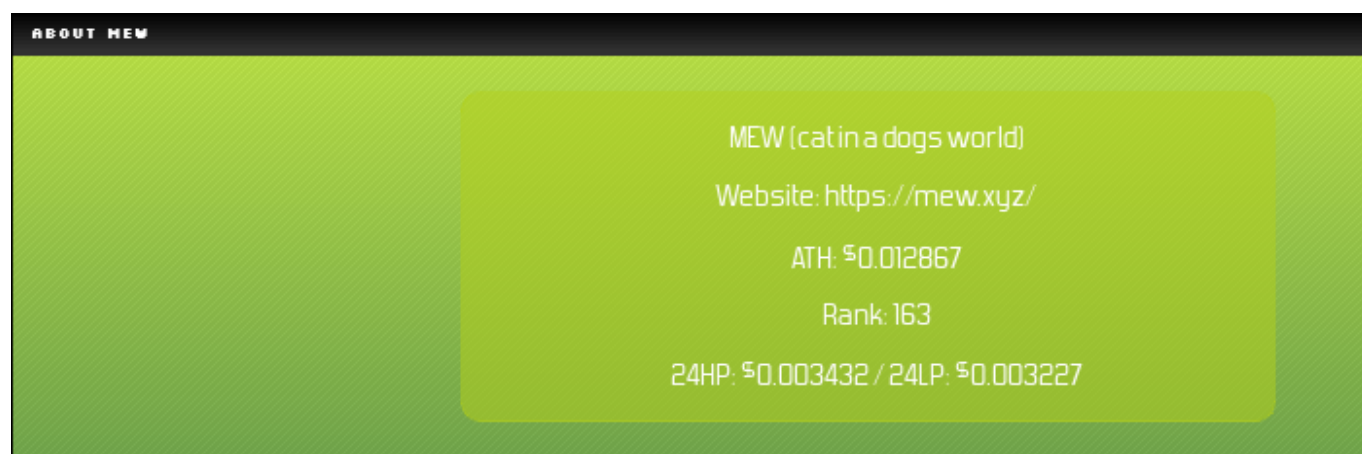 ABOUT MEW
MEW (cat in a dogs world)
Website: https://mew.xyz/
ATH: $0.012867
Rank: 163
24HP: $0.003432 / 24LP: $0.003227